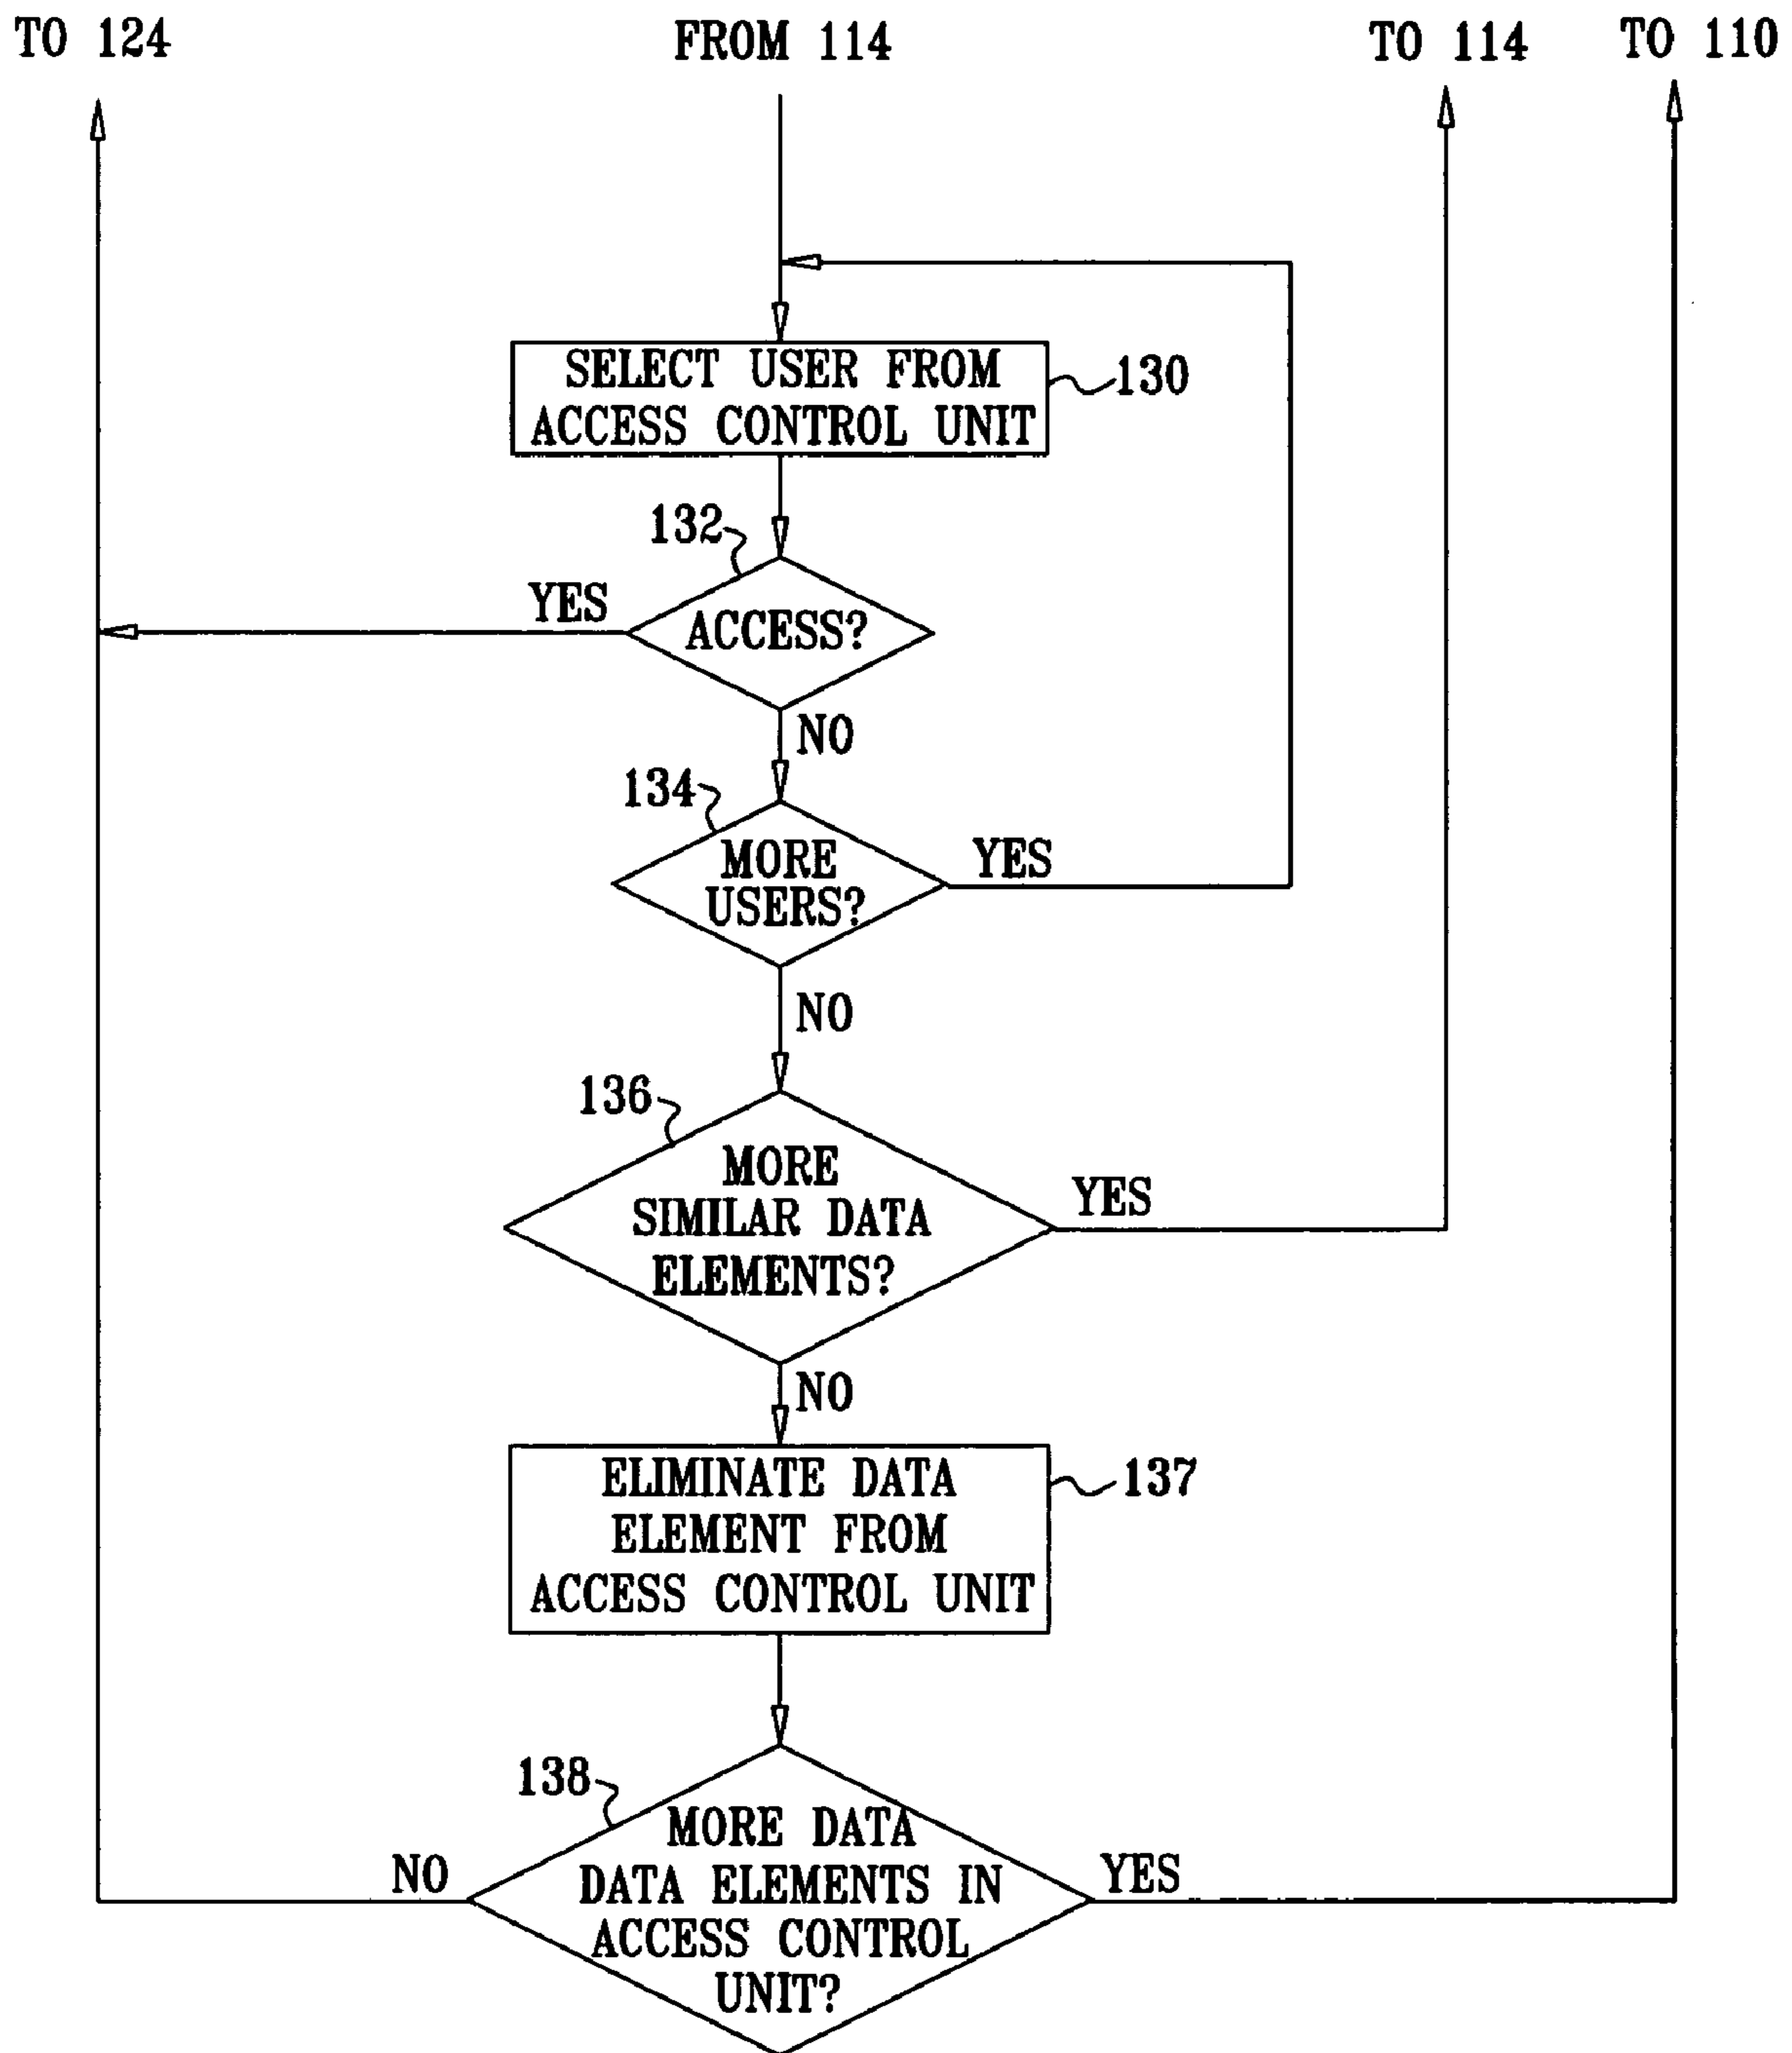 TO 124
FROM 114
TO 114
TO 110
SELECT USER FROM
ACCESS CONTROL UNIT
130
132
YES
ACCESS?
NO
134
MORE
USERS?
YES
NO
136
MORE
SIMILAR DATA
ELEMENTS?
YES
NO
ELIMINATE DATA
ELEMENT FROM
ACCESS CONTROL UNIT
137
138
NO
MORE DATA
DATA ELEMENTS IN
ACCESS CONTROL
UNIT?
YES